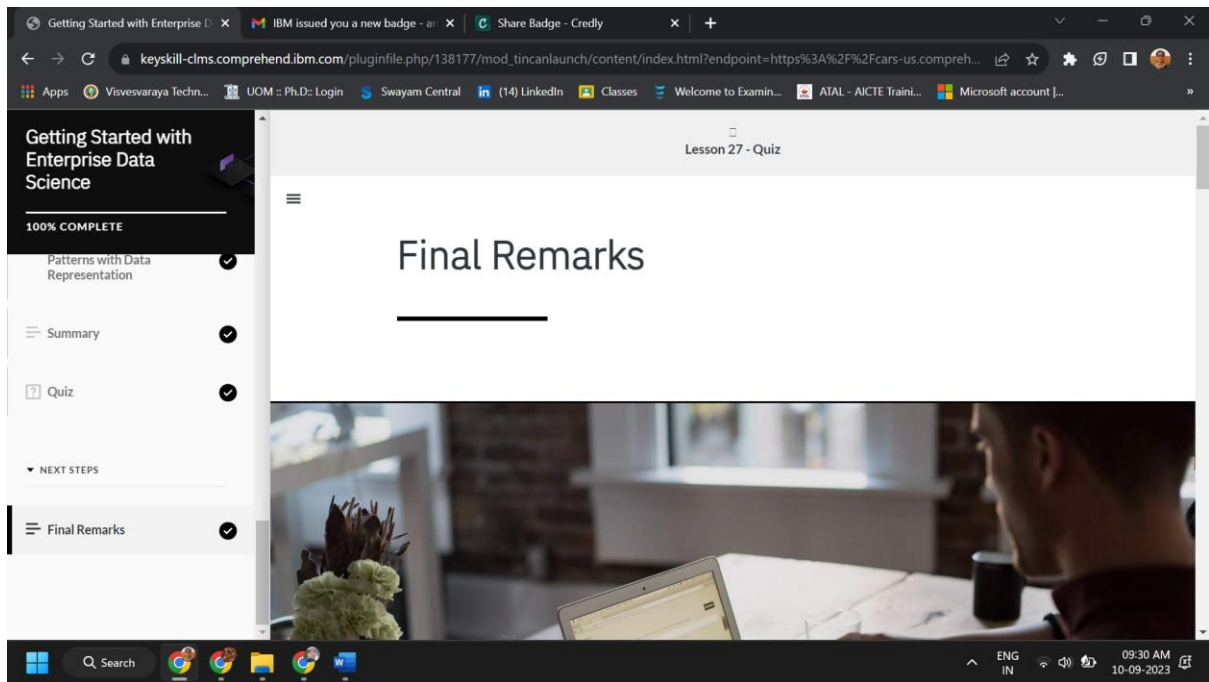 Getting Started with Enterprise D
IBM issued you a new badge - an
Share Badge - Credly
keyskill-clms.comprehend.ibm.com/pluginfile.php/138177/mod_tincanlaunch/content/index.html?endpoint=https%3A%2F%2Fcars-us.compreh...
Apps
Visvesvaraya Techn...
UOM :: Ph.D:: Login
Swayam Central
(14) LinkedIn
Classes
Welcome to Examin...
ATAL - AICTE Traini...
Microsoft account |...
»
Getting Started with
Enterprise Data
Science
100% COMPLETE
Patterns with Data
Representation
Summary
Quiz
NEXT STEPS
Final Remarks
Lesson 27 - Quiz
Final Remarks
Search
ENG
IN
09:30 AM
10-09-2023